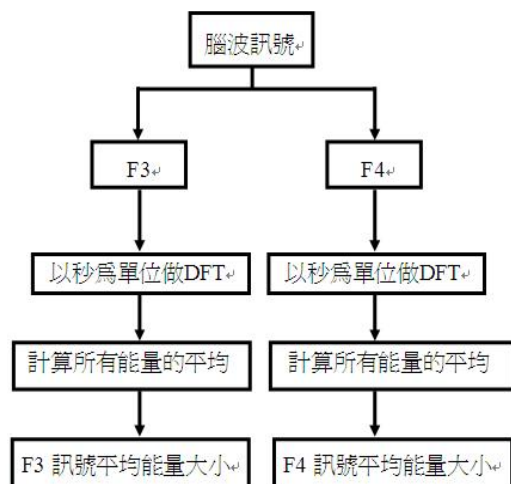 腦波訊號
F3
F4
以秒為單位做DFT
以秒為單位做DFT
計算所有能量的平均
計算所有能量的平均
F3 訊號平均能量大小
F4 訊號平均能量大小